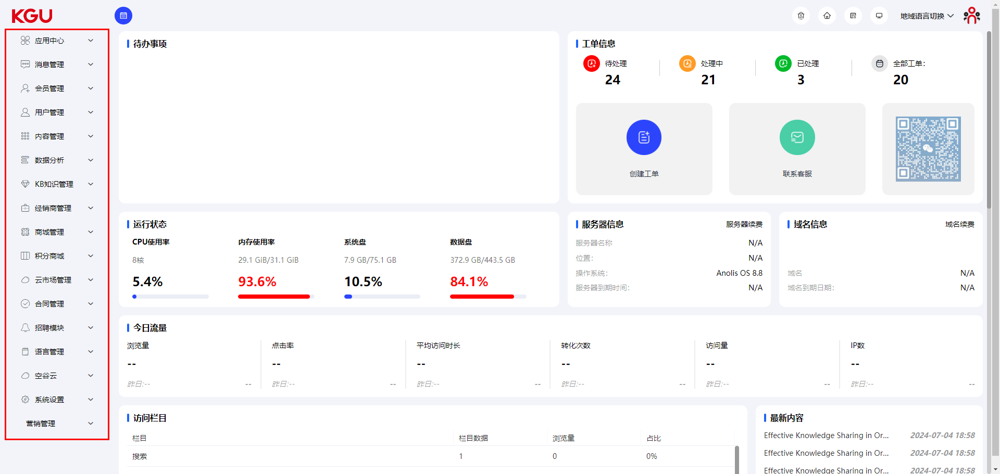 KGU
地域语言切换
应用中心
消息管理
会员管理
用户管理
内容管理
数据分析
KB知识管理
经销商管理
商城管理
积分商城
云市场管理
合同管理
招聘模块
语言管理
空谷云
系统设置
营销管理
待办事项
工单信息
待处理
24
处理中
21
已处理
3
全部工单:
20
创建工单
联系客服
运行状态
CPU使用率
8核
5.4%
内存使用率
29.1 GiB/31.1 GiB
93.6%
系统盘
7.9 GB/75.1 GB
10.5%
数据盘
372.9 GB/443.5 GB
84.1%
服务器信息 服务器续费
服务器名称 N/A
位置: N/A
操作系统: Anolis OS 8.8
服务器到期时间: N/A
域名信息 域名续费
域名 N/A
域名到期日期: N/A
今日流量
浏览量
--
昨日:-- --
点击率
--
昨日:-- --
平均访问时长
--
昨日:-- --
转化次数
--
昨日:-- --
访问量
--
昨日:-- --
IP数
--
昨日:-- --
访问栏目
栏目 栏目数据 浏览量 占比
搜索 1 0 0%
最新内容
Effective Knowledge Sharing in Or... 2024-07-04 18:58
Effective Knowledge Sharing in Or... 2024-07-04 18:58
Effective Knowledge Sharing in Or... 2024-07-04 18:58